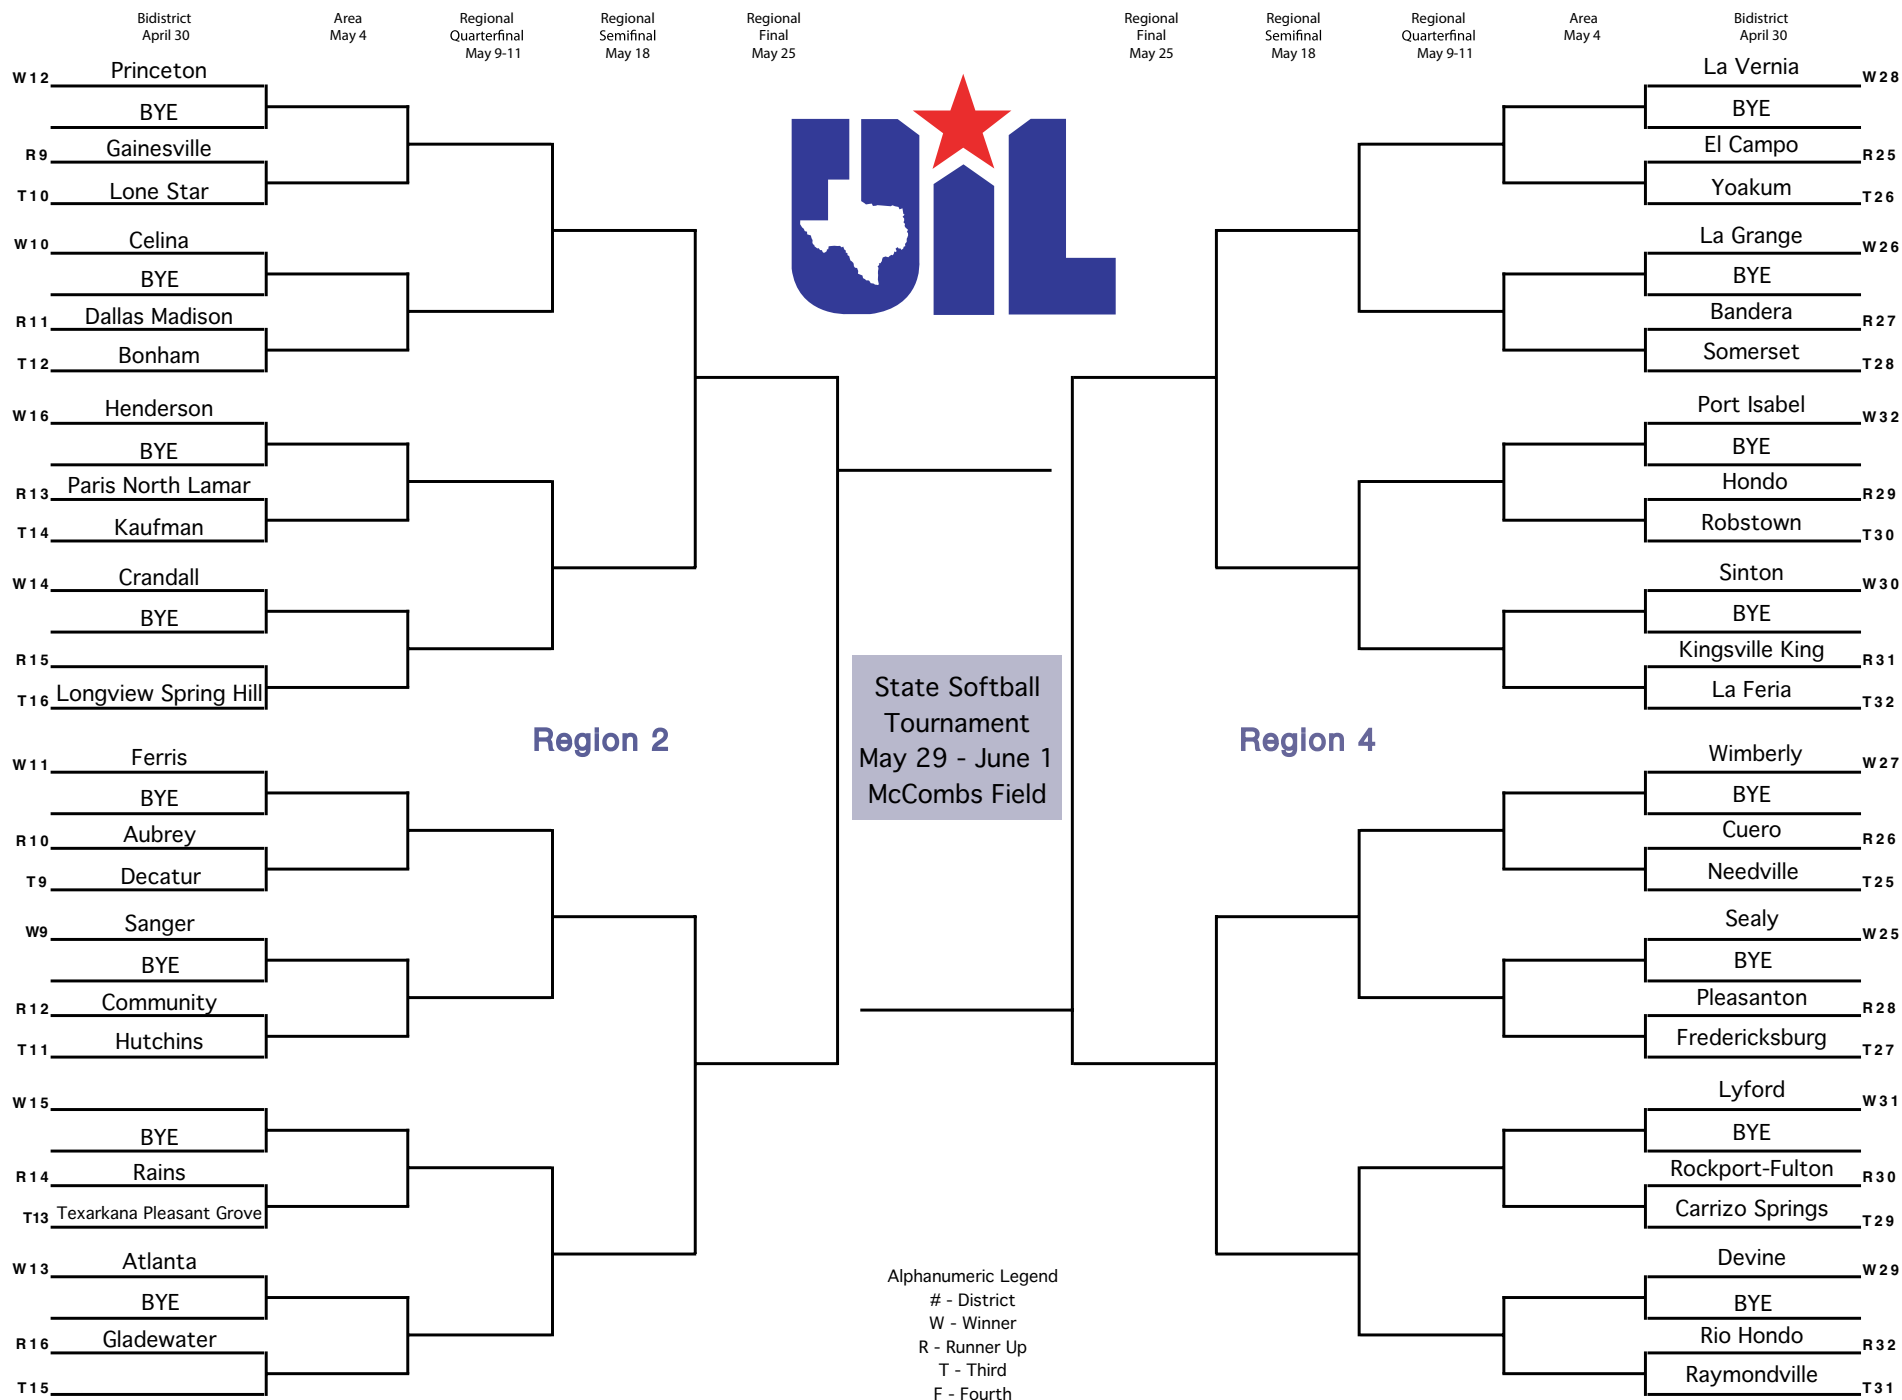 Bidistrict
April 30
Area
May 4
Regional
Quarterfinal
May 9-11
Regional
Semifinal
May 18
Regional
Final
May 25
Regional
Final
May 25
Regional
Semifinal
May 18
Regional
Quarterfinal
May 9-11
Area
May 4
Bidistrict
April 30
UIL
W12 Princeton
BYE
R9 Gainesville
T10 Lone Star
W10 Celina
BYE
R11 Dallas Madison
T12 Bonham
W16 Henderson
BYE
R13 Paris North Lamar
T14 Kaufman
W14 Crandall
BYE
R15
T16 Longview Spring Hill
Region 2
W11 Ferris
BYE
R10 Aubrey
T9 Decatur
W9 Sanger
BYE
R12 Community
T11 Hutchins
W15
BYE
R14 Rains
T13 Texarkana Pleasant Grove
W13 Atlanta
BYE
R16 Gladewater
T15
State Softball
Tournament
May 29 - June 1
McCombs Field
Alphanumeric Legend
# - District
W - Winner
R - Runner Up
T - Third
F - Fourth
La Vernia W28
BYE
El Campo R25
Yoakum T26
La Grange W26
BYE
Bandera R27
Somerset T28
Port Isabel W32
BYE
Hondo R29
Robstown T30
Sinton W30
BYE
Kingsville King R31
La Feria T32
Region 4
Wimberly W27
BYE
Cuero R26
Needville T25
Sealy W25
BYE
Pleasanton R28
Fredericksburg T27
Lyford W31
BYE
Rockport-Fulton R30
Carrizo Springs T29
Devine W29
BYE
Rio Hondo R32
Raymondville T31